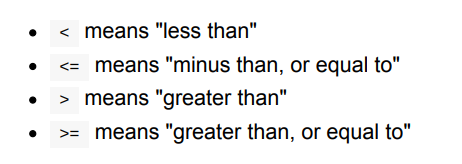 • < means "less than"
• <= means "minus than, or equal to"
• > means "greater than"
• >= means "greater than, or equal to"